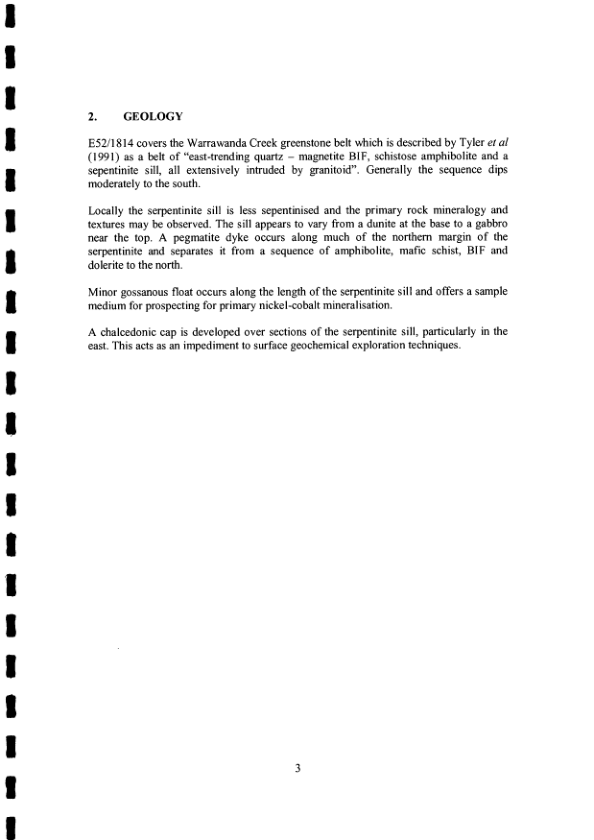 2. GEOLOGY
E52/1814 covers the Warrawanda Creek greenstone belt which is described by Tyler et al
(1991) as a belt of “east-trending quartz – magnetite BIF, schistose amphibolite and a
sepentinite sill, all extensively intruded by granitoid”. Generally the sequence dips
moderately to the south.
Locally the serpentinite sill is less sepentinised and the primary rock mineralogy and
textures may be observed. The sill appears to vary from a dunite at the base to a gabbro
near the top. A pegmatite dyke occurs along much of the northern margin of the
serpentinite and separates it from a sequence of amphibolite, mafic schist, BIF and
dolerite to the north.
Minor gossanous float occurs along the length of the serpentinite sill and offers a sample
medium for prospecting for primary nickel-cobalt mineralisation.
A chalcedonic cap is developed over sections of the serpentinite sill, particularly in the
east. This acts as an impediment to surface geochemical exploration techniques.
3